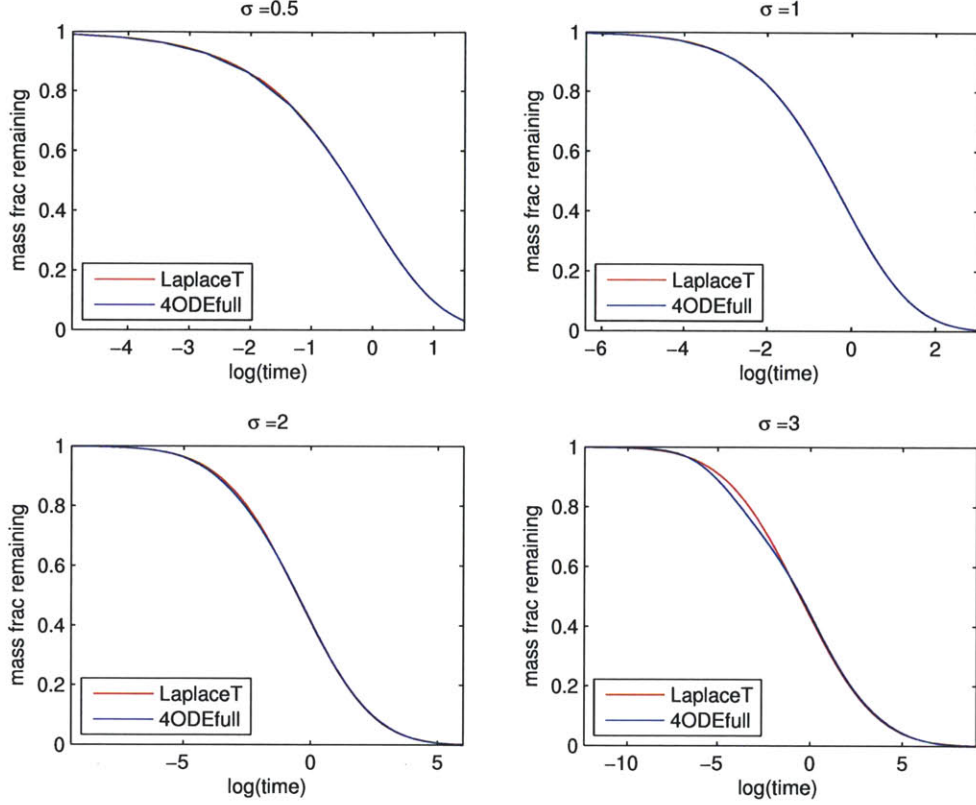 σ =0.5
1
0.8
0.6
0.4
0.2
0
mass frac remaining
LaplaceT
4ODEfull
−4 −3 −2 −1 0 1
log(time)
σ =1
1
0.8
0.6
0.4
0.2
0
mass frac remaining
LaplaceT
4ODEfull
−6 −4 −2 0 2
log(time)
σ =2
1
0.8
0.6
0.4
0.2
0
mass frac remaining
LaplaceT
4ODEfull
−5 0 5
log(time)
σ =3
1
0.8
0.6
0.4
0.2
0
mass frac remaining
LaplaceT
4ODEfull
−10 −5 0 5
log(time)